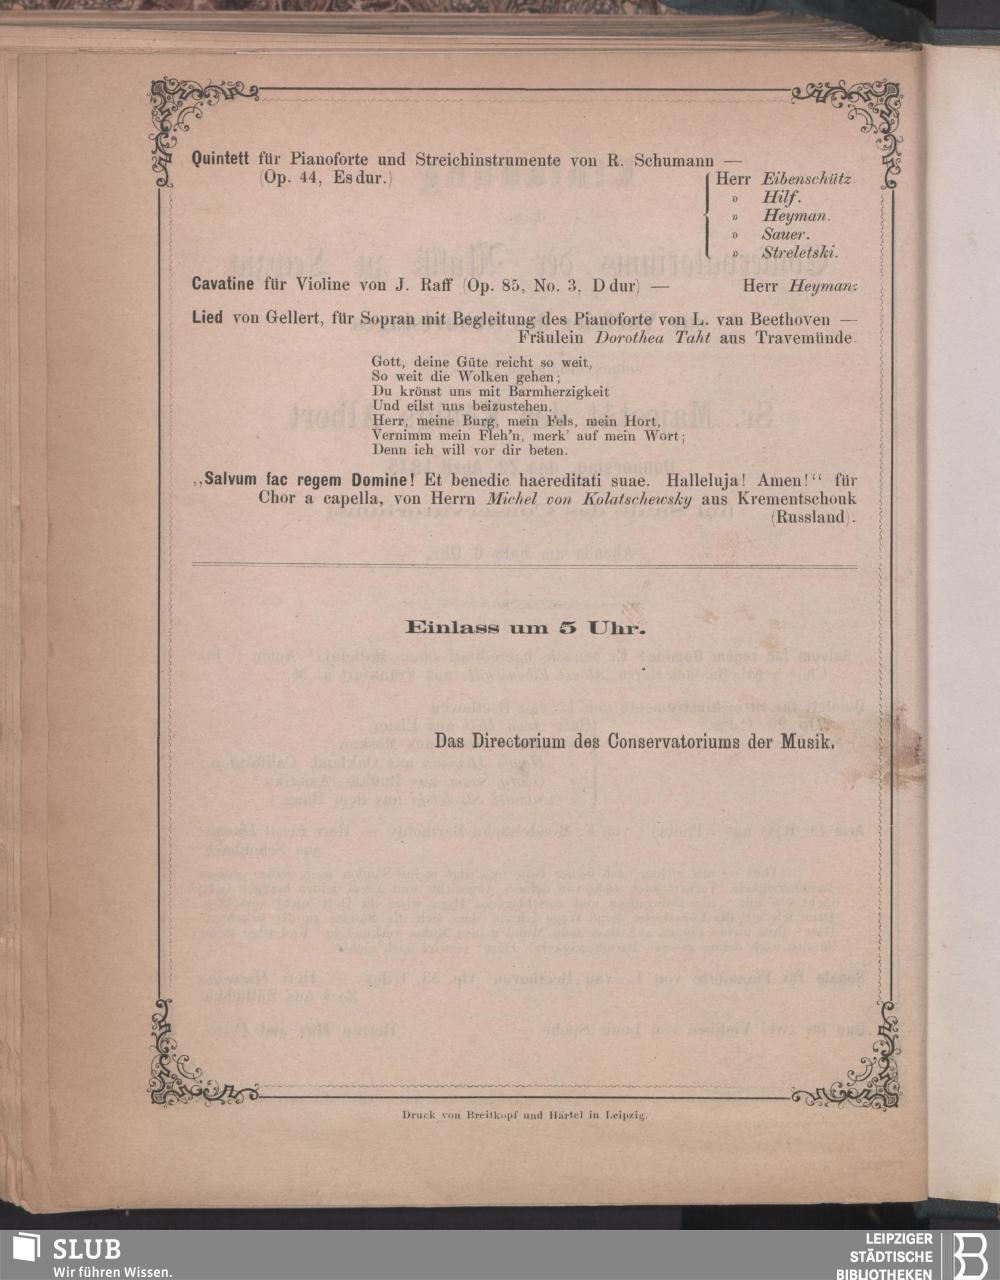 Quintett für Pianoforte und Streichinstrumente von R. Schumann —
(Op. 44, Es dur.)
Herr Eibenschütz.
» Hilf.
» Heyman.
» Sauer.
» Streletski.
Cavatine für Violine von J. Raff (Op. 85, No. 3, D dur) — Herr Heyman.
Lied von Gellert, für Sopran mit Begleitung des Pianoforte von L. van Beethoven —
Fräulein Dorothea Taht aus Travemünde.
Gott, deine Güte reicht so weit,
So weit die Wolken gehen;
Du krönst uns mit Barmherzigkeit
Und eilst uns beizustehen.
Herr, meine Burg, mein Fels, mein Hort,
Vernimm mein Fleh'n, merk' auf mein Wort;
Denn ich will vor dir beten.
„Salvum fac regem Domine! Et benedic haereditati suae. Halleluja! Amen!“ für
Chor a capella, von Herrn Michel von Kolatschewsky aus Krementschouk
(Russland).
Einlass um 5 Uhr.
Das Directorium des Conservatoriums der Musik.
Druck von Breitkopf und Härtel in Leipzig.
SLUB
Wir führen Wissen.
LEIPZIGER
STÄDTISCHE
BIBLIOTHEKEN